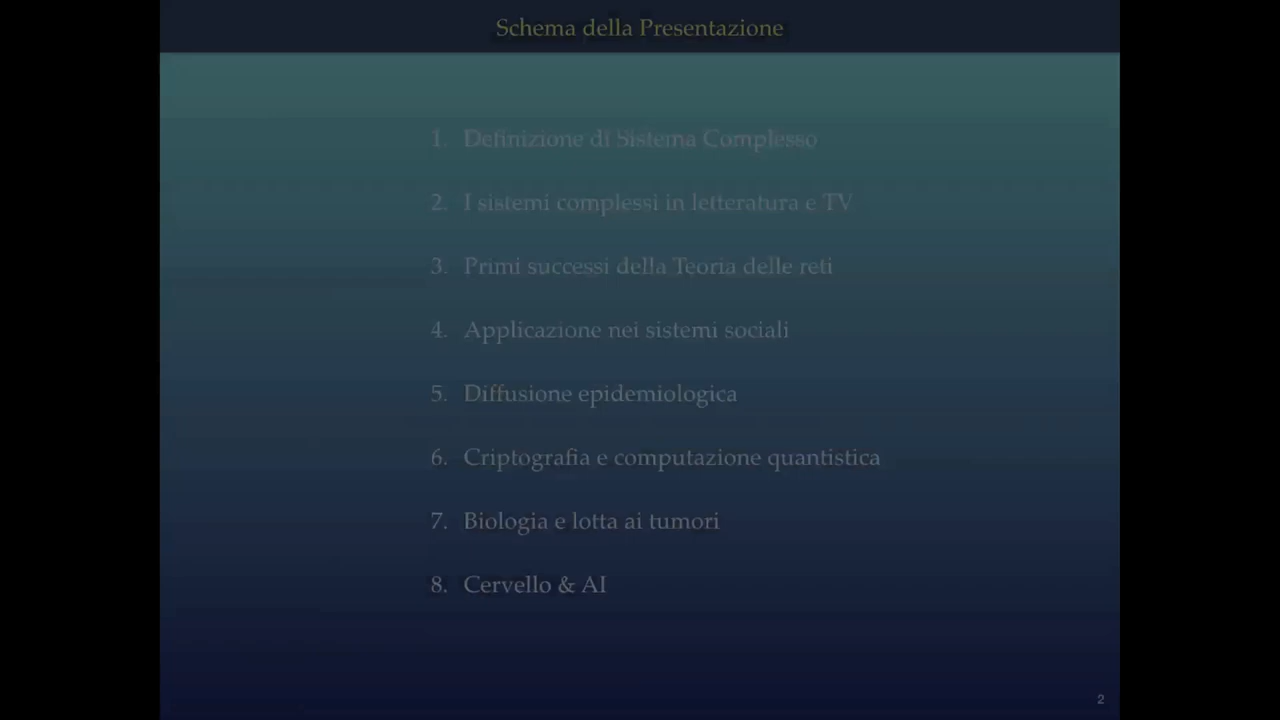 Schema della Presentazione
1. Definizione di Sistema Complesso
2. I sistemi complessi in letteratura e TV
3. Primi successi della Teoria delle reti
4. Applicazione nei sistemi sociali
5. Diffusione epidemiologica
6. Criptografia e computazione quantistica
7. Biologia e lotta ai tumori
8. Cervello & AI
2